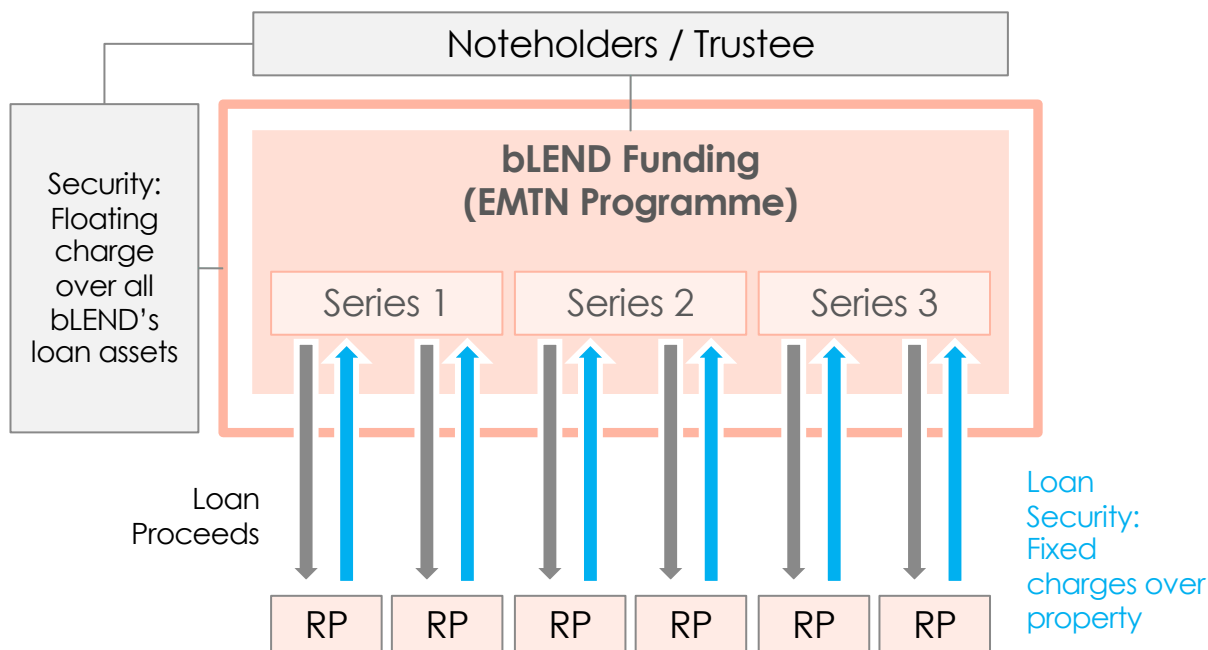 Noteholders / Trustee
Security:
Floating
charge
over all
bLEND’s
loan assets
bLEND Funding
(EMTN Programme)
Series 1
Series 2
Series 3
Loan
Proceeds
Loan
Security:
Fixed
charges over
property
RP
RP
RP
RP
RP
RP